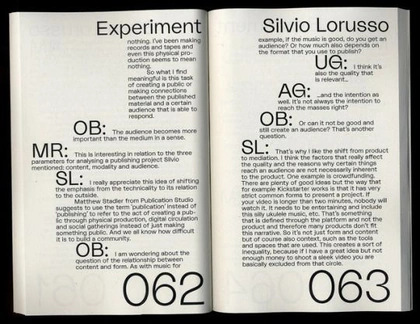 Experiment
nothing. I've been making
records and tapes and
even this physical pro-
duction seems to mean
nothing.
So what I find
meaningful is this task
of creating a public or
making connections
between the published
material and a certain
audience that is able to
respond.
OB: The audience becomes more
important than the medium in a sense.
MR: This is interesting in relation to the three
parameters for analysing a publishing project Silvio
mentioned: content, modality and audience.
SL: I really appreciate this idea of shifting
the emphasis from the technicality to its relation
to the outside.
Matthew Stadler from Publication Studio
suggests to use the term 'publication' instead of
'publishing' to refer to the act of creating a pub-
lic through physical production, digital circulation
and social gatherings instead of just making
something public. And we all know how difficult
it is to build a community.
OB: I am wondering about the
question of the relationship between
content and form. As with music for
062
Silvio Lorusso
example, if the music is good, do you get an
audience? Or how much also depends on
the format that you use to publish?
UG: I think it's
also the quality that
is relevant...
AG: ...and the intention as
well. It's not always the intention to
reach the masses right?
OB: Or can it not be good and
still create an audience? That's another
question.
SL: That's why I like the shift from product
to mediation. I think the factors that really affect
the quality and the reasons why certain things
reach an audience are not necessarily inherent
to the product. One example is crowdfunding.
There are plenty of good ideas but the way that
for example Kickstarter works is that it has very
strict common forms to present a project. If
your video is longer than two minutes, nobody will
watch it. It needs to be entertaining and include
this silly ukulele music, etc. That's something
that is defined through the platform and not the
product and therefore many products don't fit
this narrative. So it's not just form and content
but of course also context, such as the tools
and spaces that are used. This creates a sort of
inequality, because if I have a great idea but not
enough money to shoot a sleek video you are
basically excluded from that circle.
063